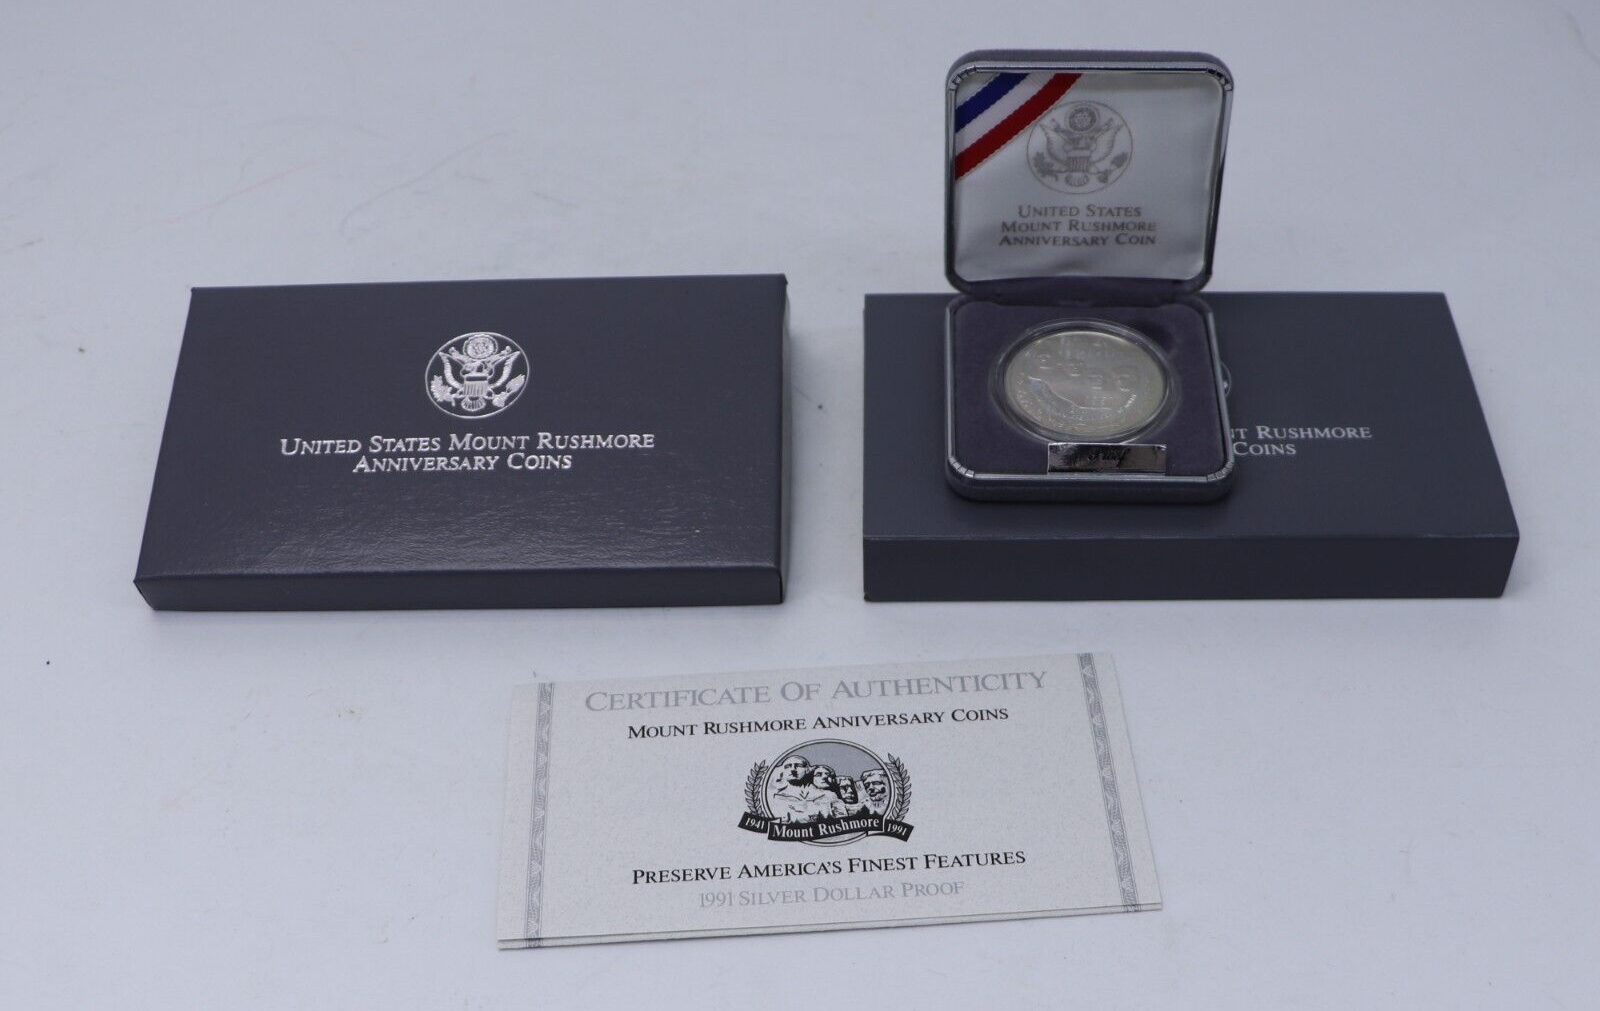 UNITED STATES
MOUNT RUSHMORE
ANNIVERSARY COIN
UNITED STATES MOUNT RUSHMORE
ANNIVERSARY COINS
RUSHMORE
COINS
Proof
CERTIFICATE OF AUTHENTICITY
MOUNT RUSHMORE ANNIVERSARY COINS
1941 Mount Rushmore 1991
PRESERVE AMERICA'S FINEST FEATURES
1991 SILVER DOLLAR PROOF